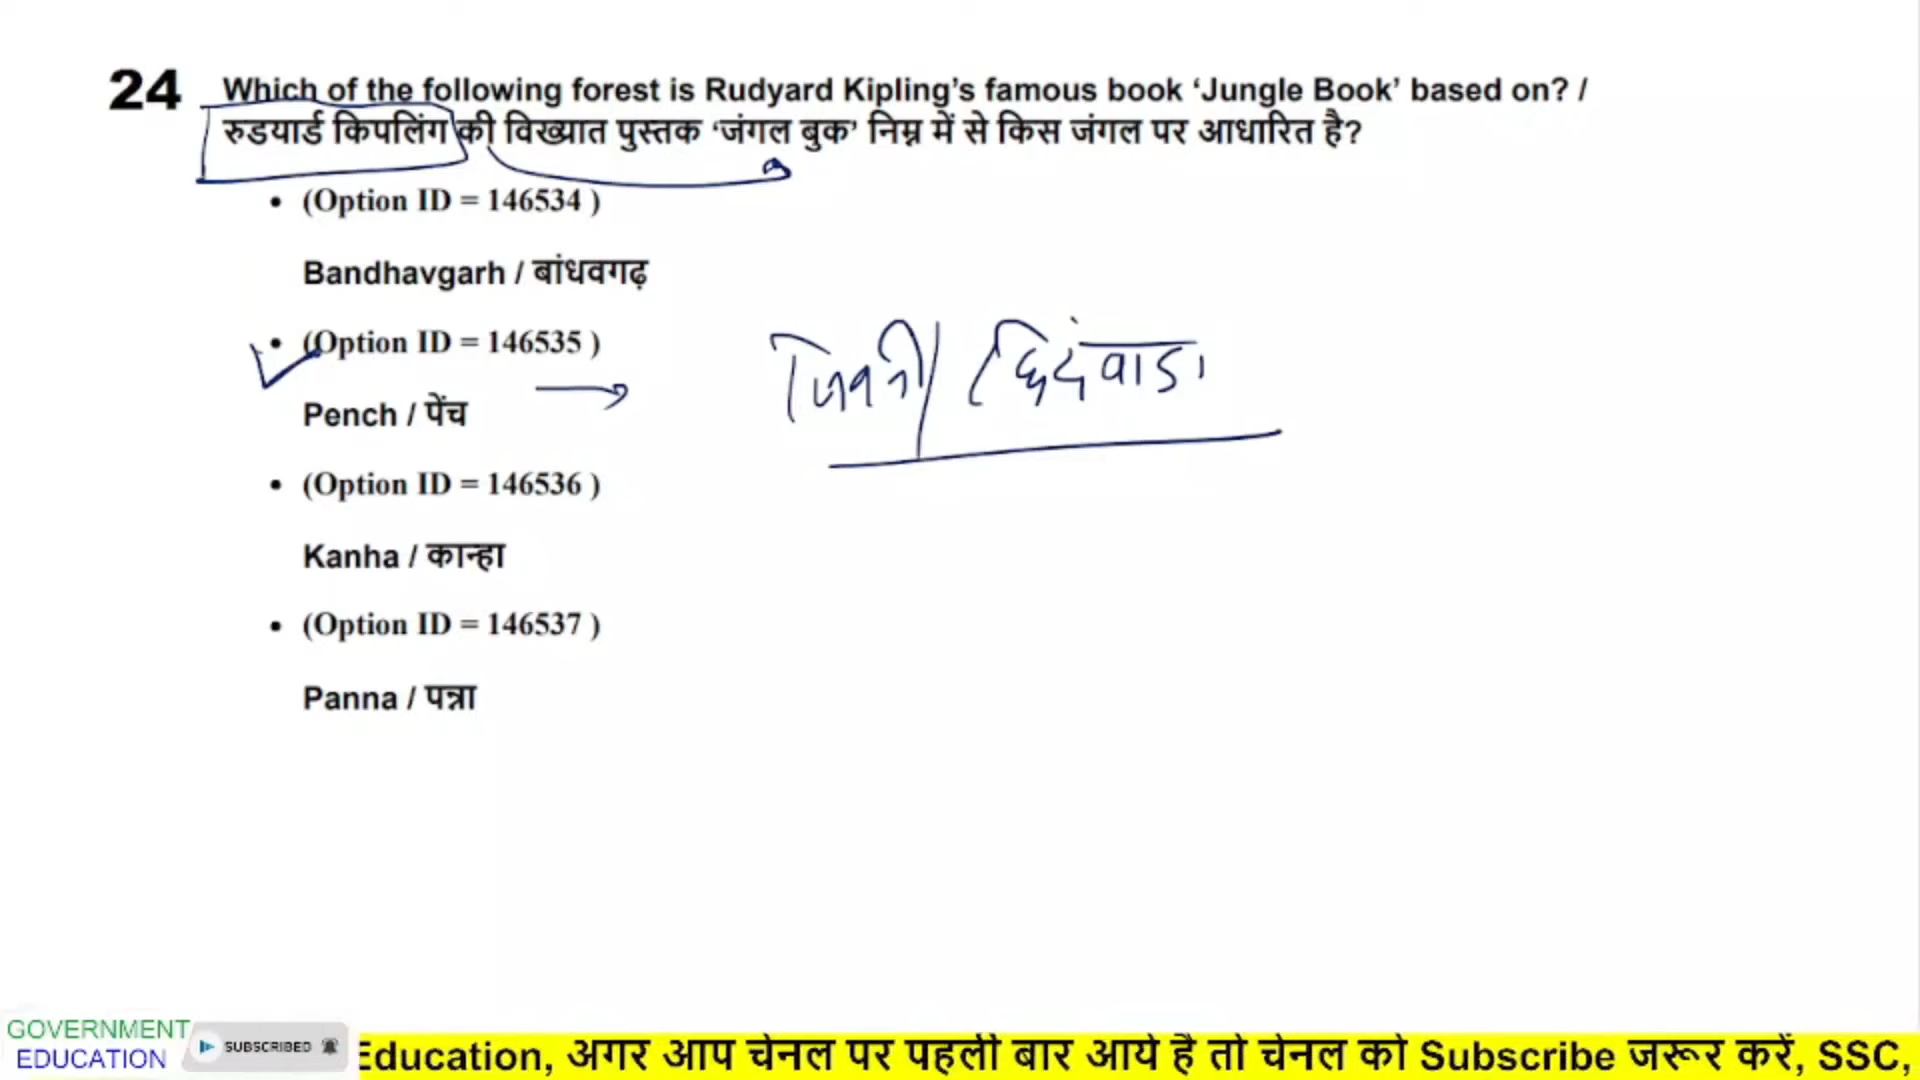 24 Which of the following forest is Rudyard Kipling’s famous book ‘Jungle Book’ based on? /
रुडयार्ड किपलिंग की विख्यात पुस्तक ‘जंगल बुक’ निम्न में से किस जंगल पर आधारित है?
• (Option ID = 146534 )
Bandhavgarh / बांधवगढ़
• (Option ID = 146535 )
Pench / पेंच
• (Option ID = 146536 )
Kanha / कान्हा
• (Option ID = 146537 )
Panna / पन्ना
GOVERNMENT
EDUCATION
SUBSCRIBED
Education, अगर आप चेनल पर पहली बार आये है तो चेनल को Subscribe जरूर करें, SSC,